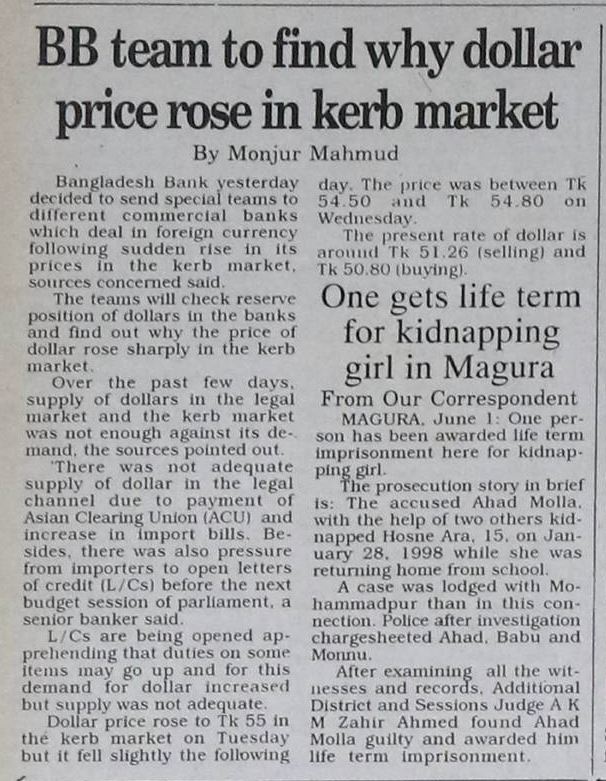 BB team to find why dollar
price rose in kerb market
By Monjur Mahmud
Bangladesh Bank yesterday
decided to send special teams to
different commercial banks
which deal in foreign currency
following sudden rise in its
prices in the kerb market,
sources concerned said.
The teams will check reserve
position of dollars in the banks
and find out why the price of
dollar rose sharply in the kerb
market.
Over the past few days,
supply of dollars in the legal
market and the kerb market
was not enough against its de-
mand, the sources pointed out.
'There was not adequate
supply of dollar in the legal
channel due to payment of
Asian Clearing Union (ACU) and
increase in import bills. Be-
sides, there was also pressure
from importers to open letters
of credit (L/Cs) before the next
budget session of parliament, a
senior banker said.
L/Cs are being opened ap-
prehending that duties on some
items may go up and for this
demand for dollar increased
but supply was not adequate.
Dollar price rose to Tk 55 in
the kerb market on Tuesday
but it fell slightly the following
day. The price was between Tk
54.50 and Tk 54.80 on
Wednesday.
The present rate of dollar is
around Tk 51.26 (selling) and
Tk 50.80 (buying).
One gets life term
for kidnapping
girl in Magura
From Our Correspondent
MAGURA, June 1: One per-
son has been awarded life term
imprisonment here for kidnap-
ping girl.
The prosecution story in brief
is: The accused Ahad Molla,
with the help of two others kid-
napped Hosne Ara, 15, on Jan-
uary 28, 1998 while she was
returning home from school.
A case was lodged with Mo-
hammadpur than in this con-
nection. Police after investigation
chargesheeted Ahad, Babu and
Monnu.
After examining all the wit-
nesses and records, Additional
District and Sessions Judge A K
M Zahir Ahmed found Ahad
Molla guilty and awarded him
life term imprisonment.